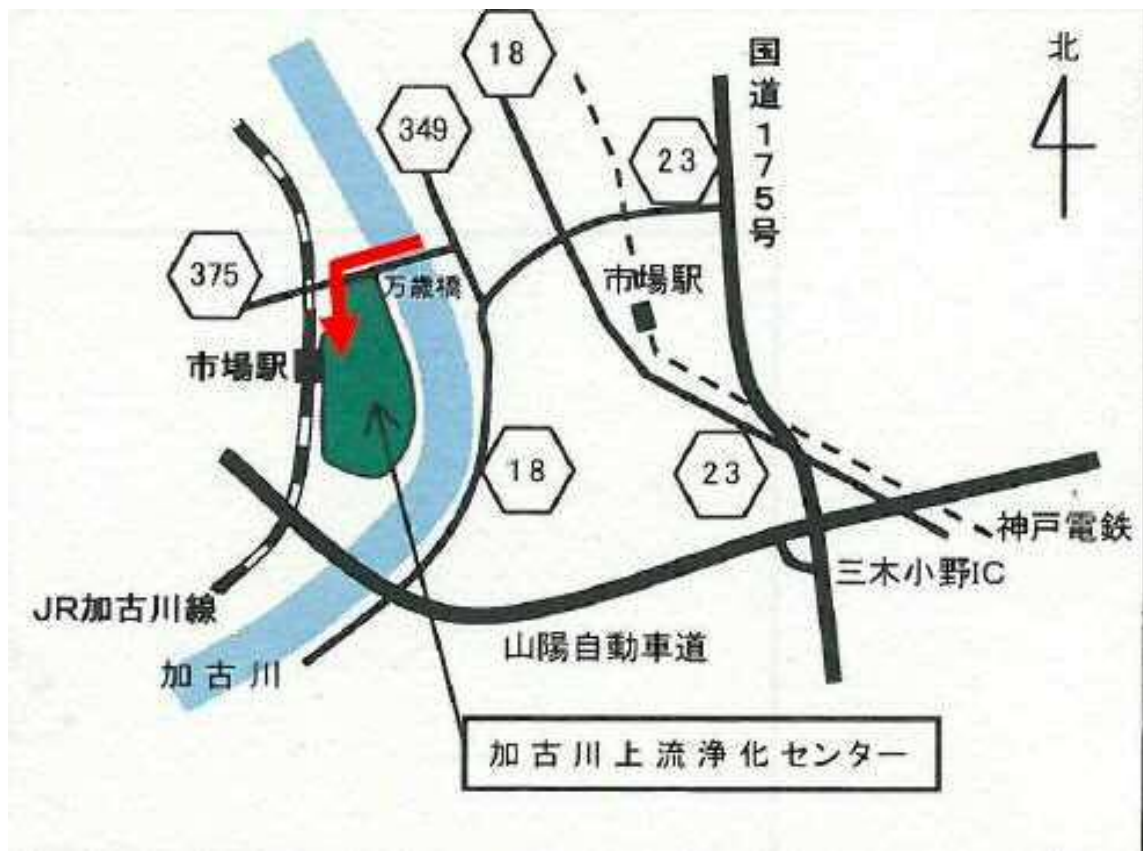 18
北
国道175号
349
23
375
万歳橋
市場駅
市場駅
18
23
神戸電鉄
三木小野IC
JR加古川線
山陽自動車道
加古川
加古川上流浄化センター